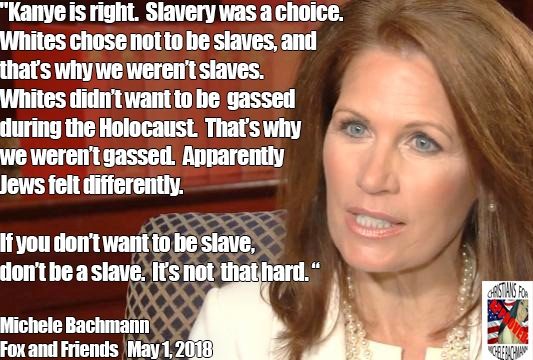 "Kanye is right.  Slavery was a choice.
Whites chose not to be slaves, and
that's why we weren't slaves.
Whites didn't want to be  gassed
during the Holocaust.  That's why
we weren't gassed.  Apparently
Jews felt differently.
If you don't want to be slave,
don't be a slave.  It's not  that hard. "
Michele Bachmann
Fox and Friends   May 1, 2018
CHRISTIANS FOR
MICHELE BACHMANN